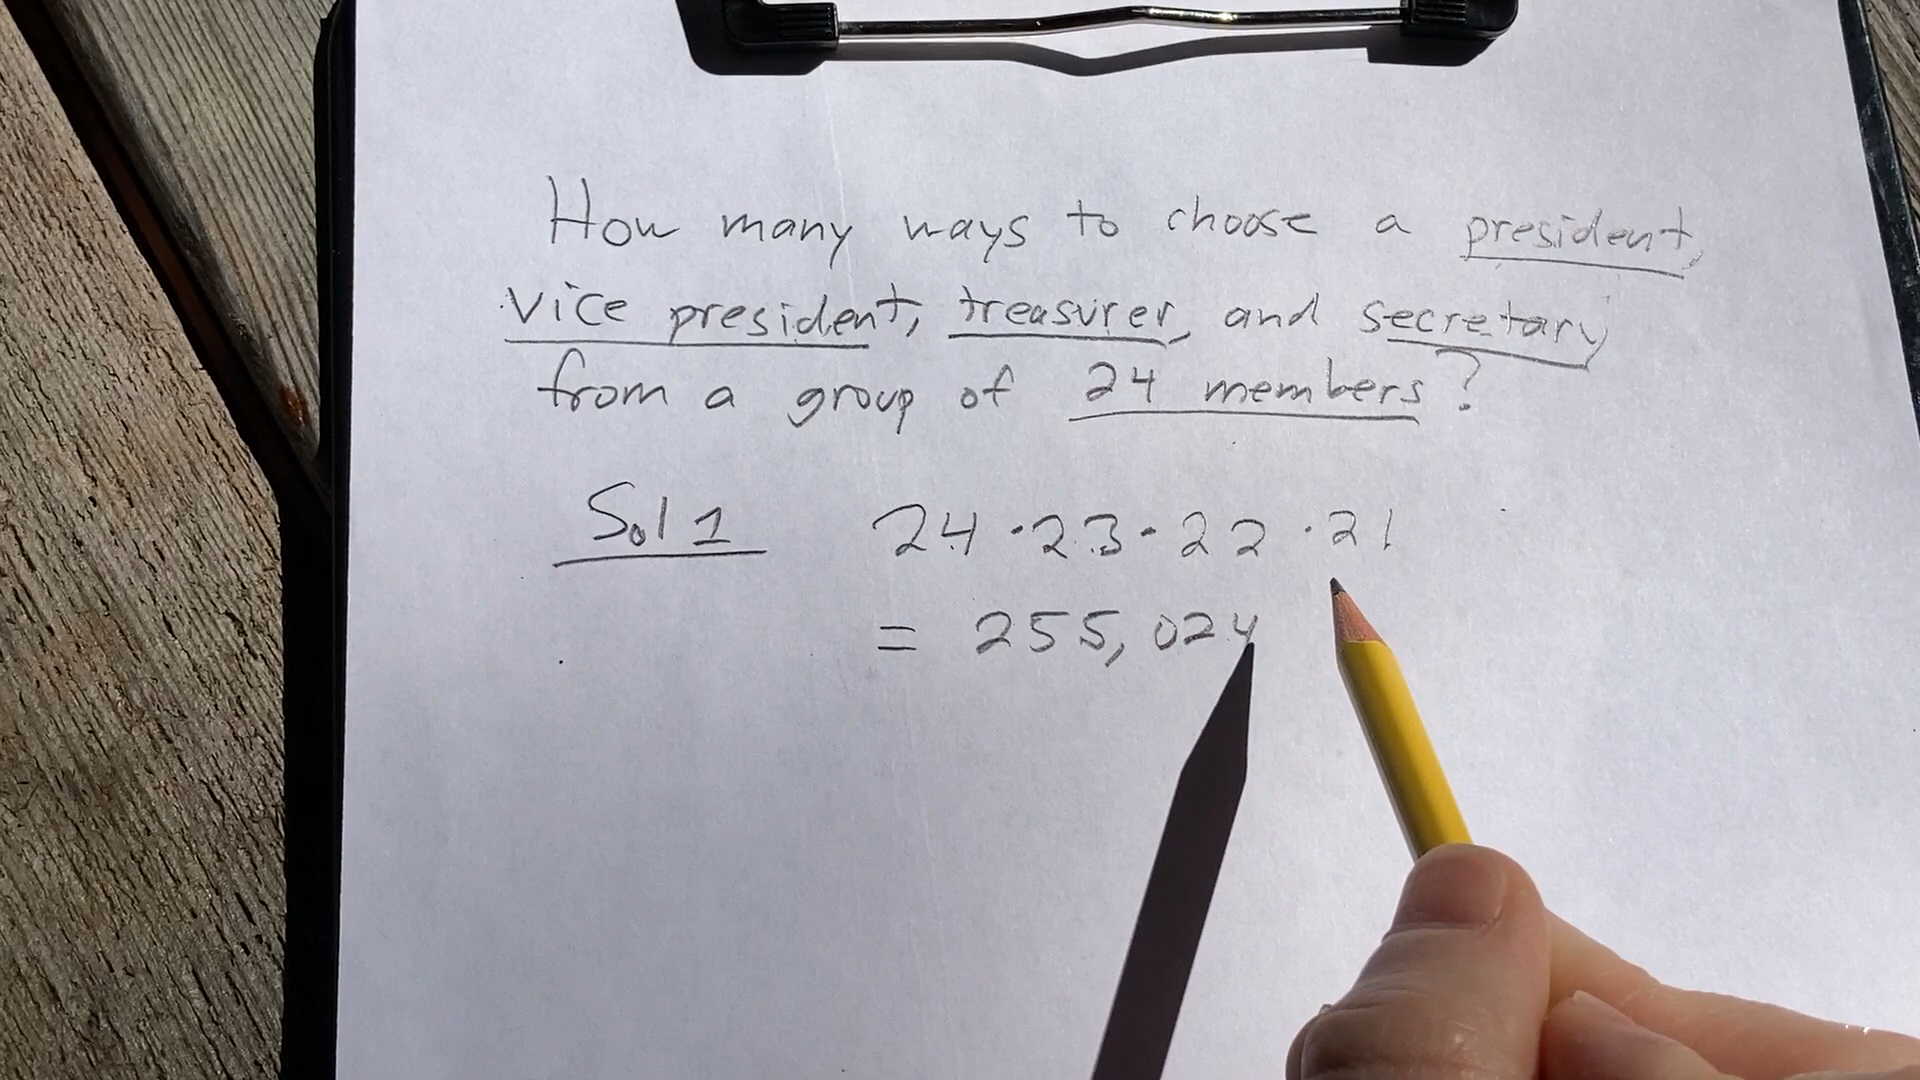 How many ways to choose a president,
vice president, treasurer, and secretary
from a group of 24 members?
Sol 1 24 · 23 · 22 · 21
= 255,024